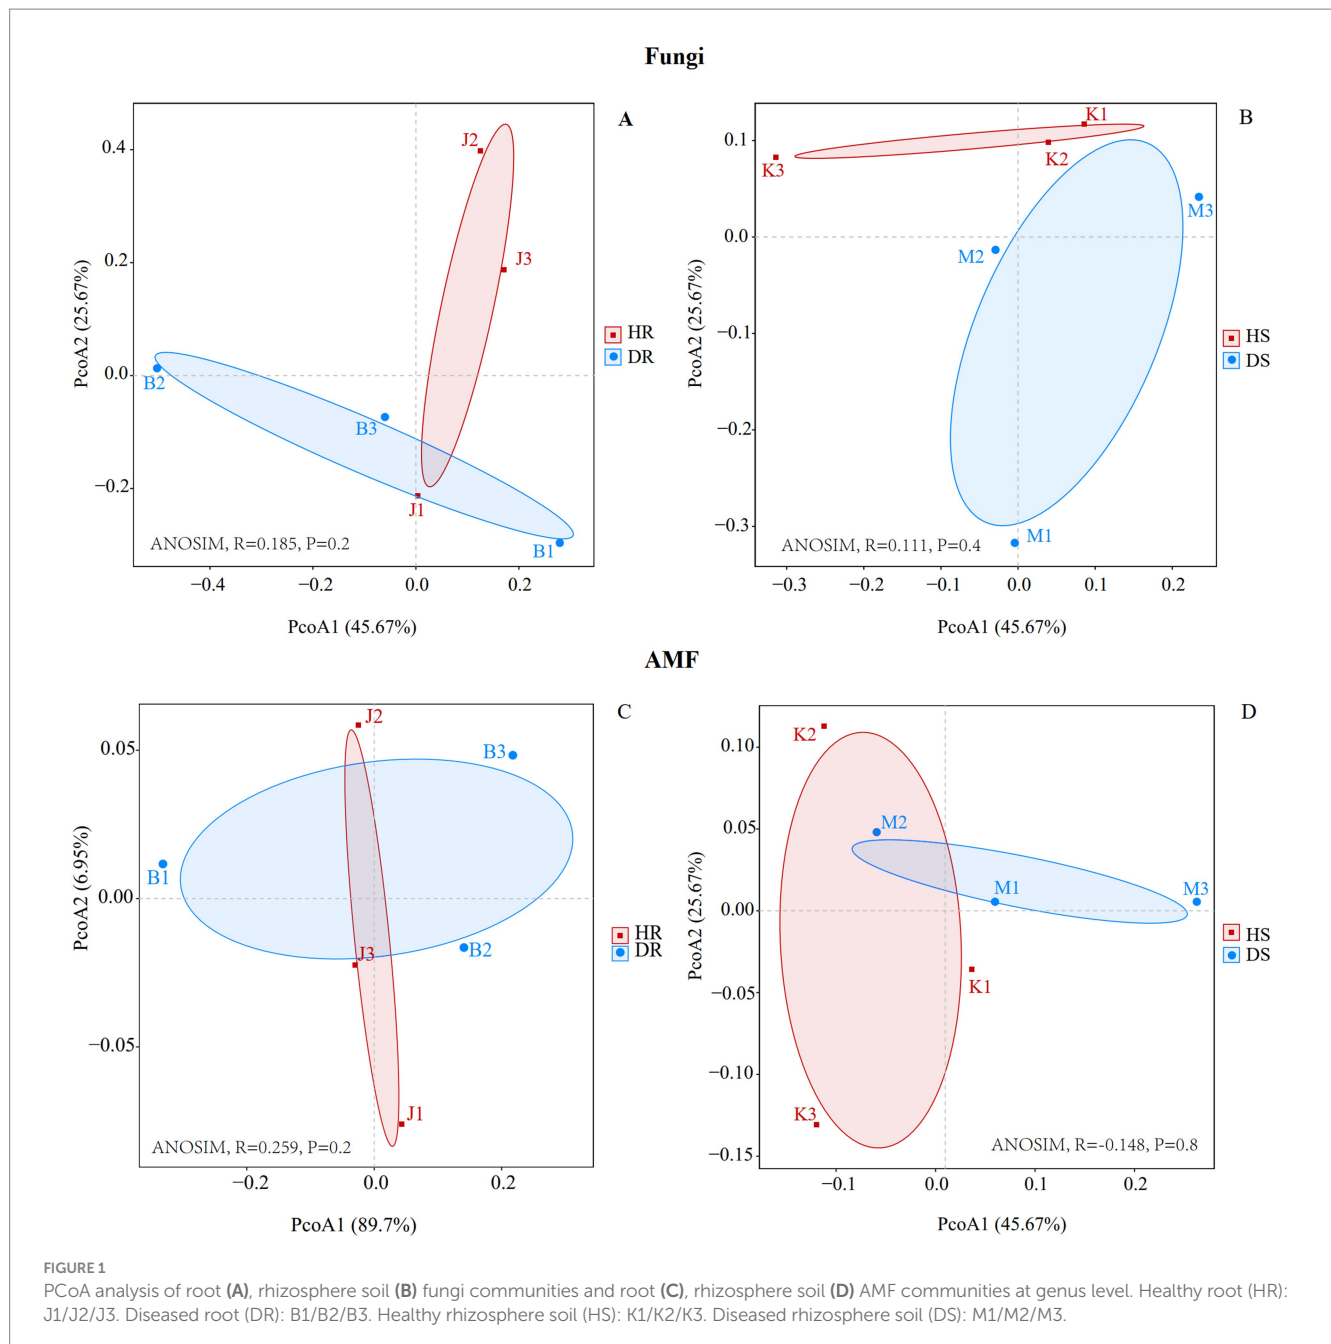 Fungi
A
0.4
0.2
0.0
−0.2
PcoA2 (25.67%)
J2
J3
J1
B2
B3
B1
HR
DR
ANOSIM, R=0.185, P=0.2
−0.4 −0.2 0.0 0.2
PcoA1 (45.67%)
B
0.1
0.0
−0.1
−0.2
−0.3
PcoA2 (25.67%)
K1
K2
K3
M3
M2
M1
HS
DS
ANOSIM, R=0.111, P=0.4
−0.3 −0.2 −0.1 0.0 0.1 0.2
PcoA1 (45.67%)
AMF
C
0.05
0.00
−0.05
PcoA2 (6.95%)
J2
B3
B1
B2
J3
J1
HR
DR
ANOSIM, R=0.259, P=0.2
−0.2 0.0 0.2
PcoA1 (89.7%)
D
0.10
0.05
0.00
−0.05
−0.10
−0.15
PcoA2 (25.67%)
K2
M2
M1
M3
K1
K3
HS
DS
ANOSIM, R=-0.148, P=0.8
−0.1 0.0 0.1 0.2
PcoA1 (45.67%)
FIGURE 1
PCoA analysis of root (A), rhizosphere soil (B) fungi communities and root (C), rhizosphere soil (D) AMF communities at genus level. Healthy root (HR):
J1/J2/J3. Diseased root (DR): B1/B2/B3. Healthy rhizosphere soil (HS): K1/K2/K3. Diseased rhizosphere soil (DS): M1/M2/M3.